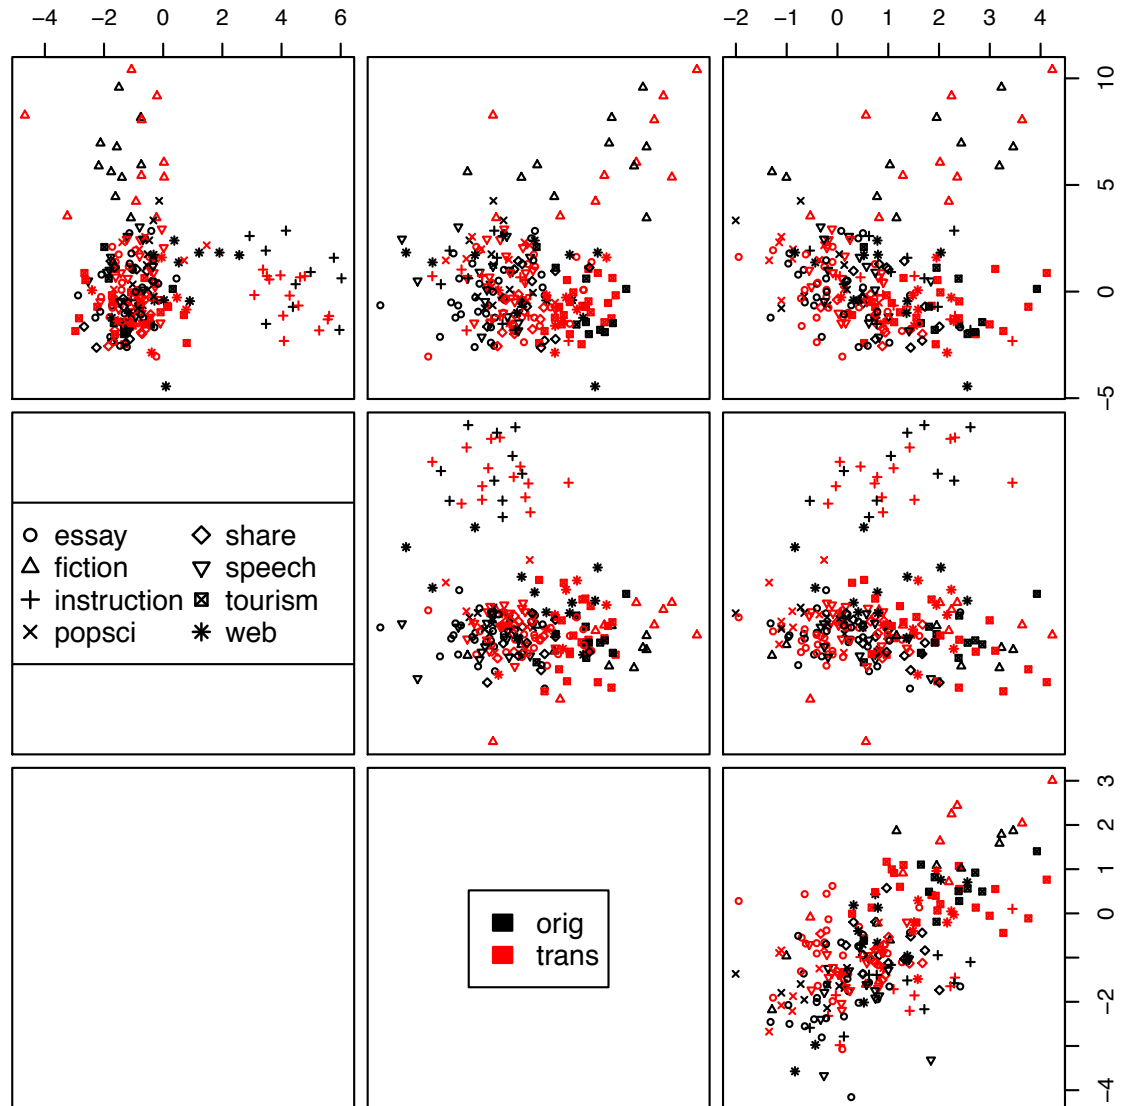 −4 −2 0 2 4 6
−2 −1 0 1 2 3 4
10
5
0
−5
essay share
fiction speech
instruction tourism
popsci web
3
2
1
0
−2
−4
orig
trans